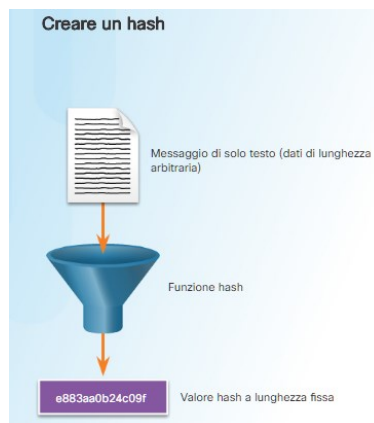 Creare un hash
Messaggio di solo testo (dati di lunghezza
arbitraria)
Funzione hash
e883aa0b24c09f
Valore hash a lunghezza fissa